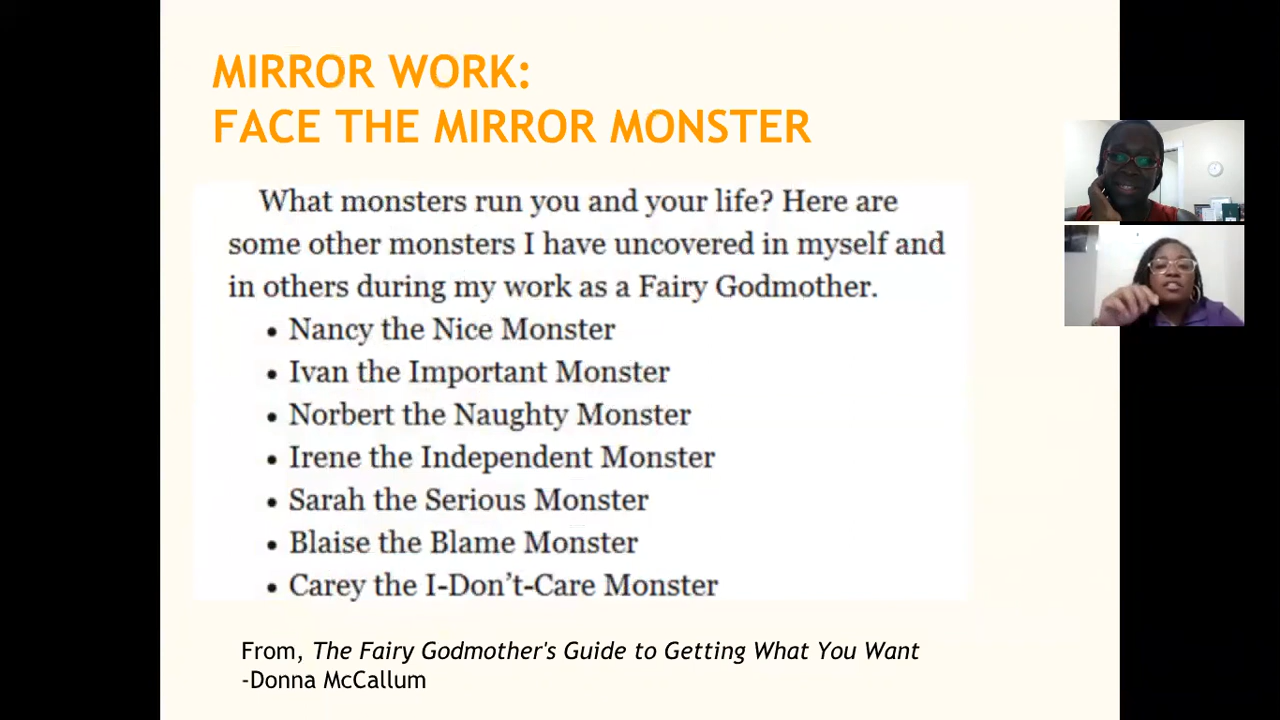 MIRROR WORK:
FACE THE MIRROR MONSTER
What monsters run you and your life? Here are
some other monsters I have uncovered in myself and
in others during my work as a Fairy Godmother.
• Nancy the Nice Monster
• Ivan the Important Monster
• Norbert the Naughty Monster
• Irene the Independent Monster
• Sarah the Serious Monster
• Blaise the Blame Monster
• Carey the I-Don’t-Care Monster
From, The Fairy Godmother's Guide to Getting What You Want
-Donna McCallum